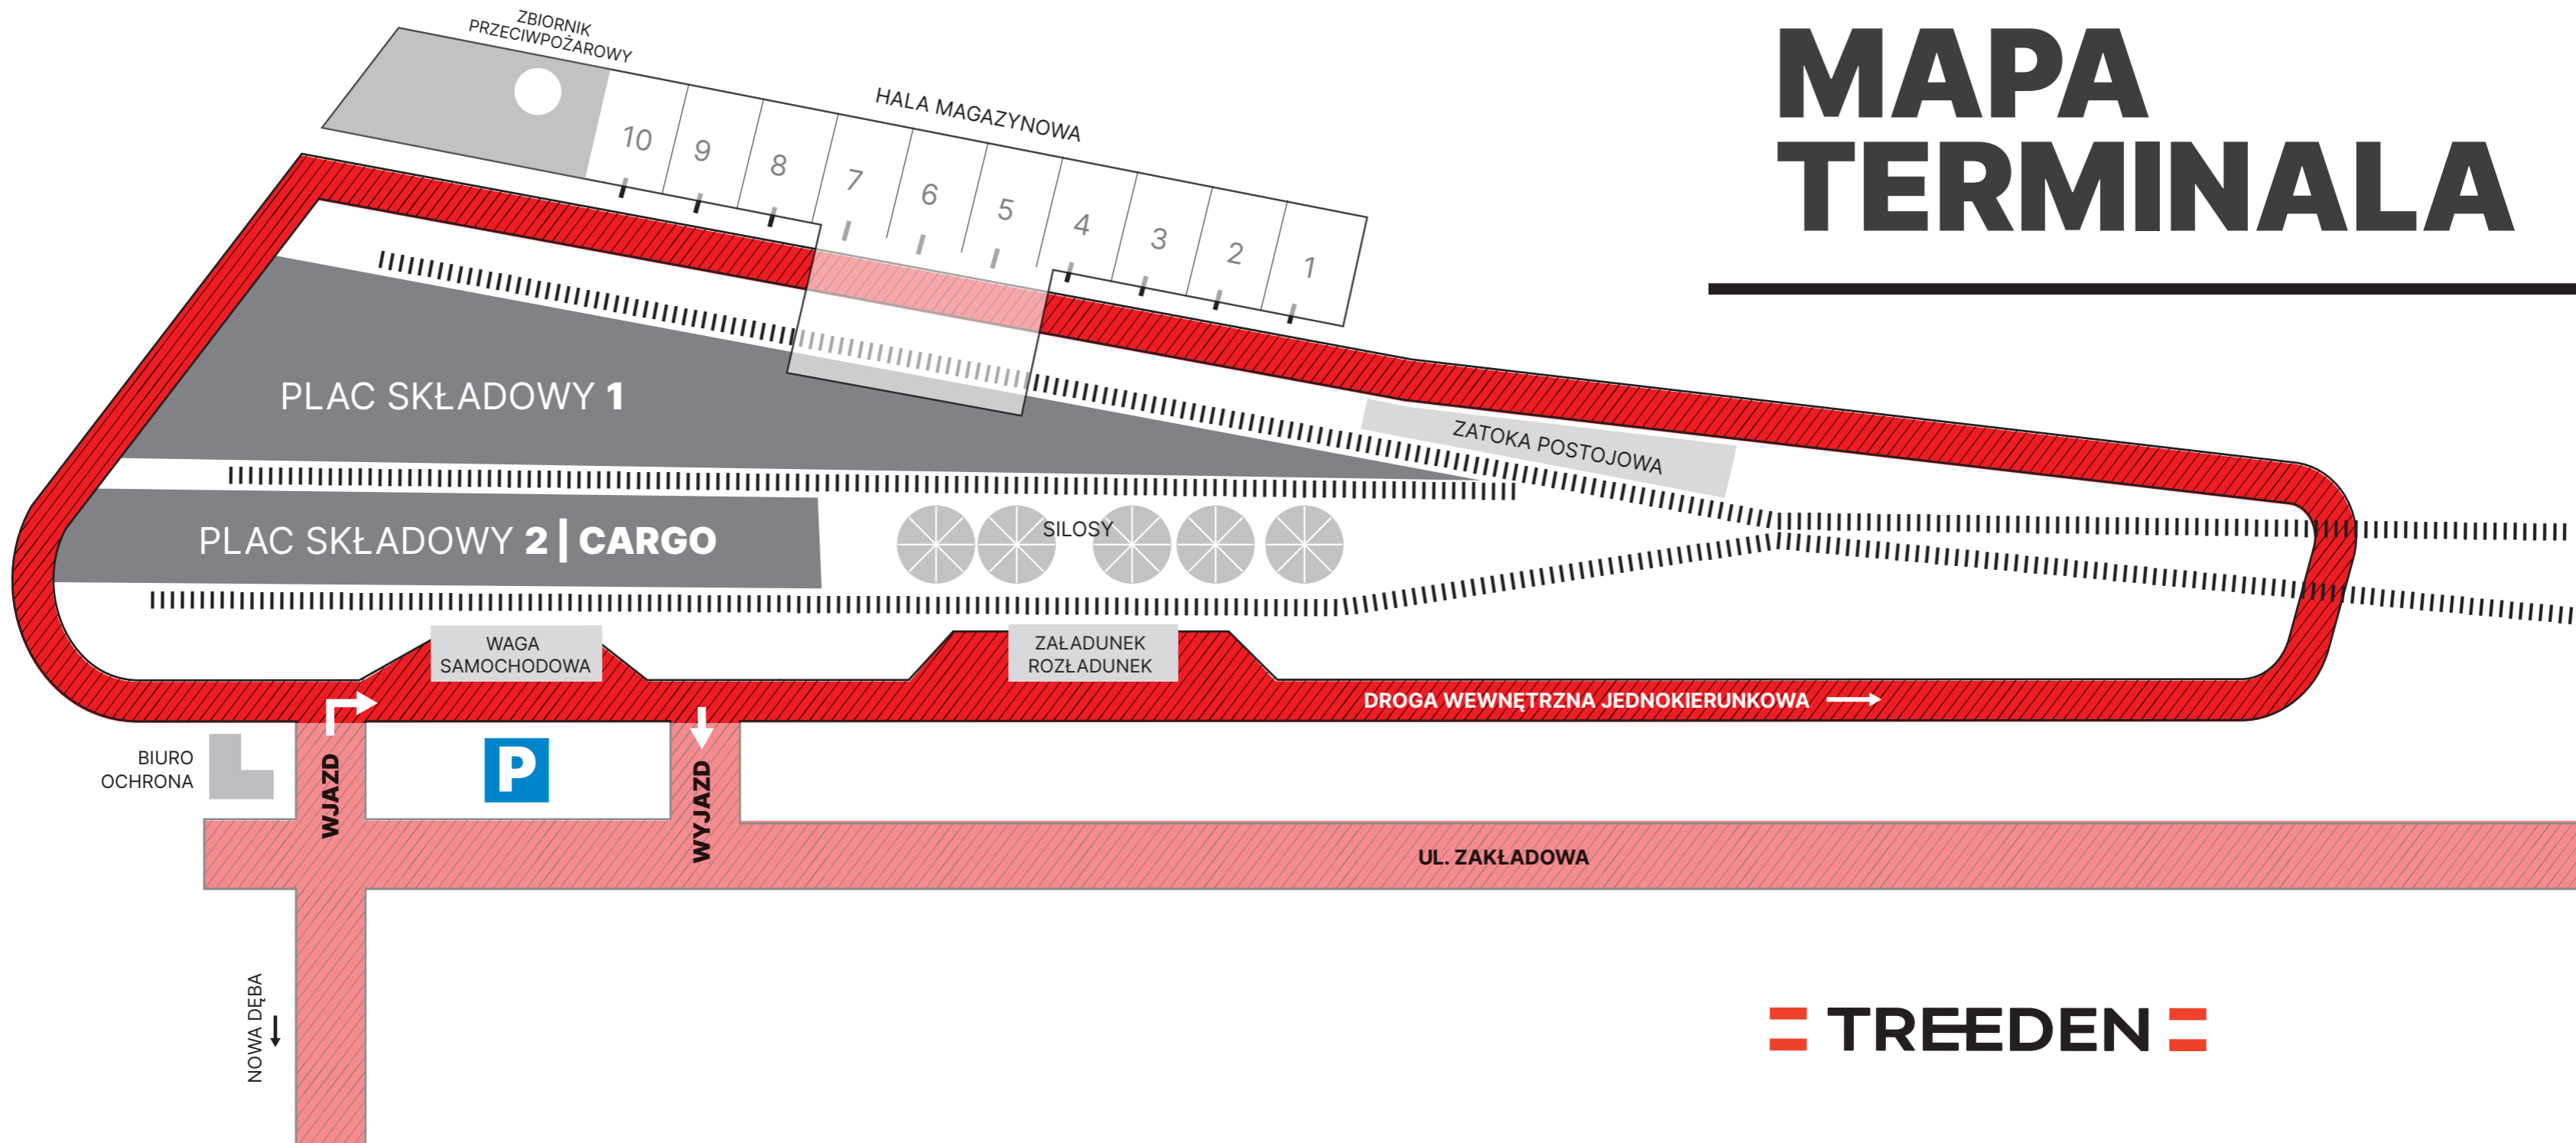 MAPA
TERMINALA
ZBIORNIK
PRZECIWPOŻAROWY
HALA MAGAZYNOWA
10 9 8 7 6 5 4 3 2 1
PLAC SKŁADOWY 1
ZATOKA POSTOJOWA
PLAC SKŁADOWY 2 | CARGO
SILOSY
WAGA
SAMOCHODOWA
ZAŁADUNEK
ROZŁADUNEK
DROGA WEWNĘTRZNA JEDNOKIERUNKOWA
BIURO
OCHRONA
WJAZD
P
WYJAZD
UL. ZAKŁADOWA
NOWA DĘBA
TREEDEN